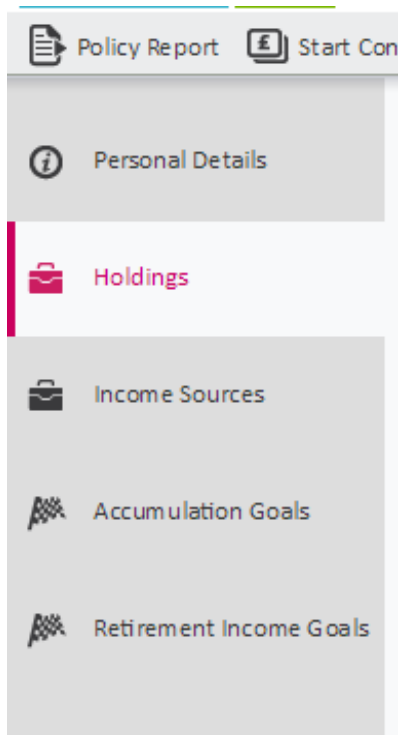 Policy Report £ Start Con
i Personal Details
Holdings
Income Sources
Accumulation Goals
Retirement Income Goals